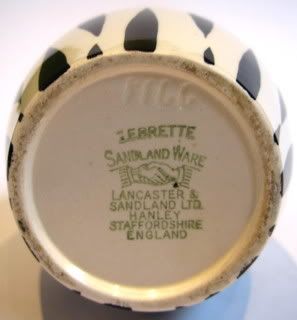 ZEBRETTE
SANDLAND WARE
LANCASTER &
SANDLAND LTD.
HANLEY
STAFFORDSHIRE
ENGLAND